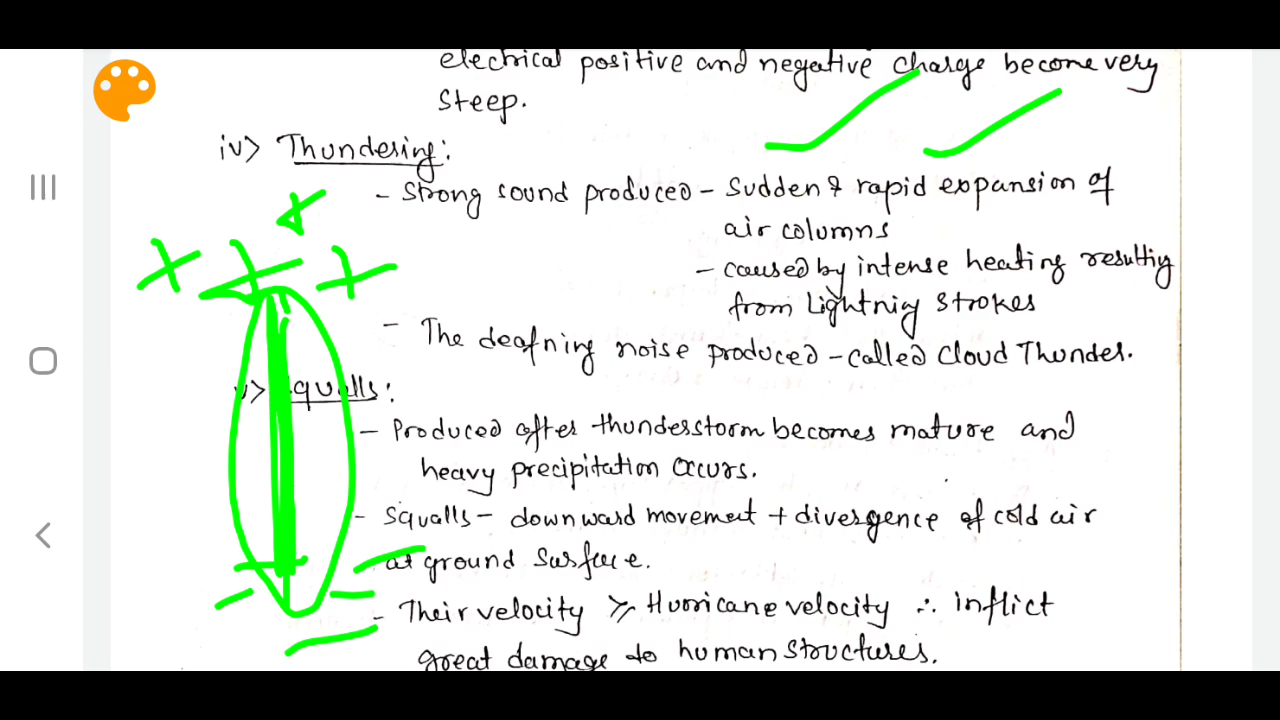 electrical positive and negative charge become very
steep.
iv> Thundering:
- Strong sound produced - Sudden & rapid expansion of
air columns
- caused by intense heating resulting
from Lightning strokes
- The deafning noise produced - called Cloud Thunder.
v> Squalls:
- Produced after thunderstorm becomes mature and
heavy precipitation occurs.
- Squalls - downward movement + divergence of cold air
at ground surface.
- Their velocity ≥ Hurricane velocity ∴ inflict
great damage to human structures.